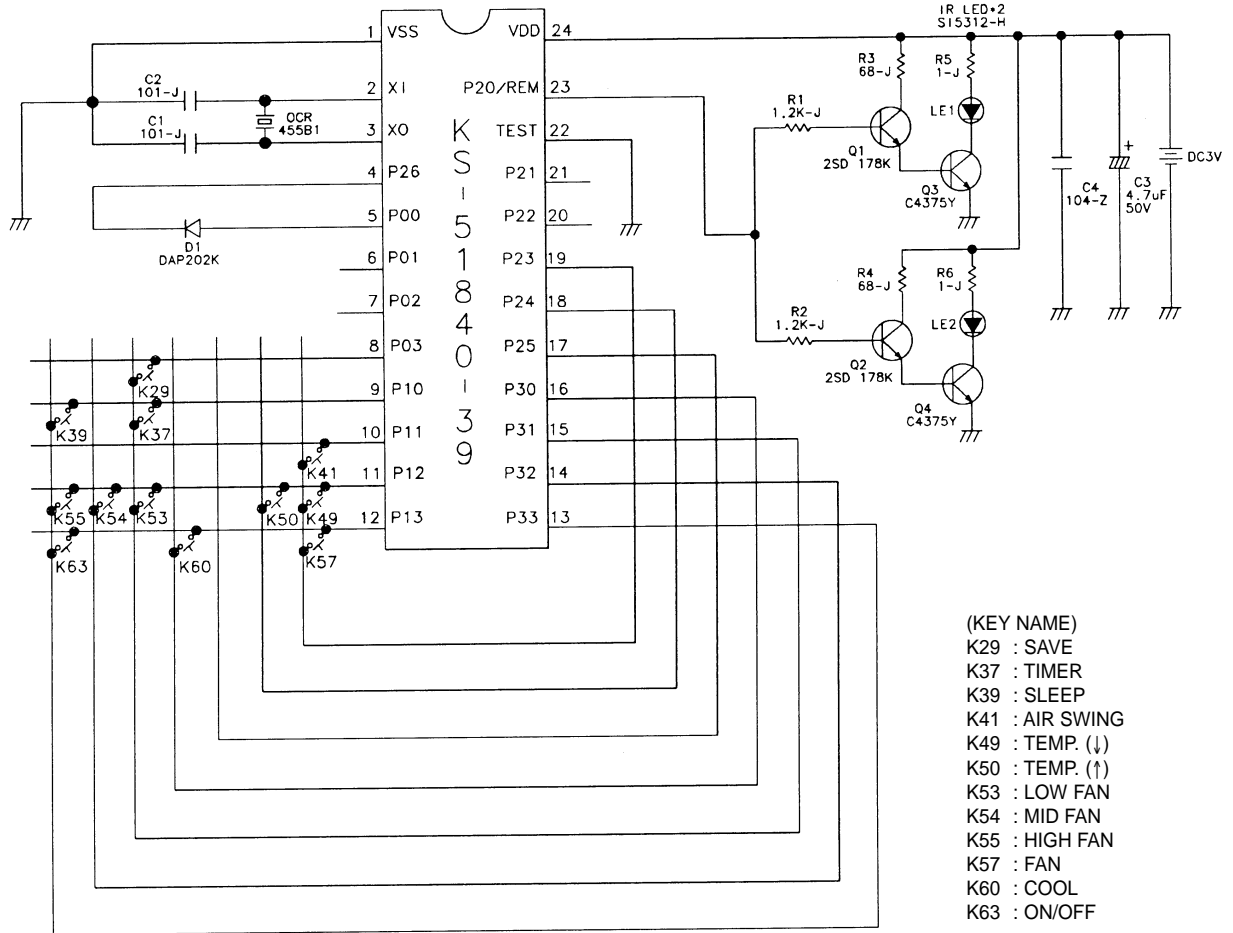 IR LED*2
SI5312-H
1 VSS
VDD 24
2 XI
P20/REM 23
3 XO
TEST 22
4 P26
P21 21
5 P00
P22 20
6 P01
P23 19
7 P02
P24 18
8 P03
P25 17
9 P10
P30 16
10 P11
P31 15
11 P12
P32 14
12 P13
P33 13
KS-51840-39
C2
101-J
C1
101-J
OCR
455B1
D1
DAP202K
R3
68-J
R5
1-J
R1
1.2K-J
LE1
Q1
2SD 178K
Q3
C4375Y
C4
104-Z
+
C3
4.7uF
50V
DC3V
R4
68-J
R6
1-J
R2
1.2K-J
LE2
Q2
2SD 178K
Q4
C4375Y
K29
K39
K37
K41
K55
K54
K53
K50
K49
K63
K60
K57
(KEY NAME)
K29 : SAVE
K37 : TIMER
K39 : SLEEP
K41 : AIR SWING
K49 : TEMP. (↓)
K50 : TEMP. (↑)
K53 : LOW FAN
K54 : MID FAN
K55 : HIGH FAN
K57 : FAN
K60 : COOL
K63 : ON/OFF